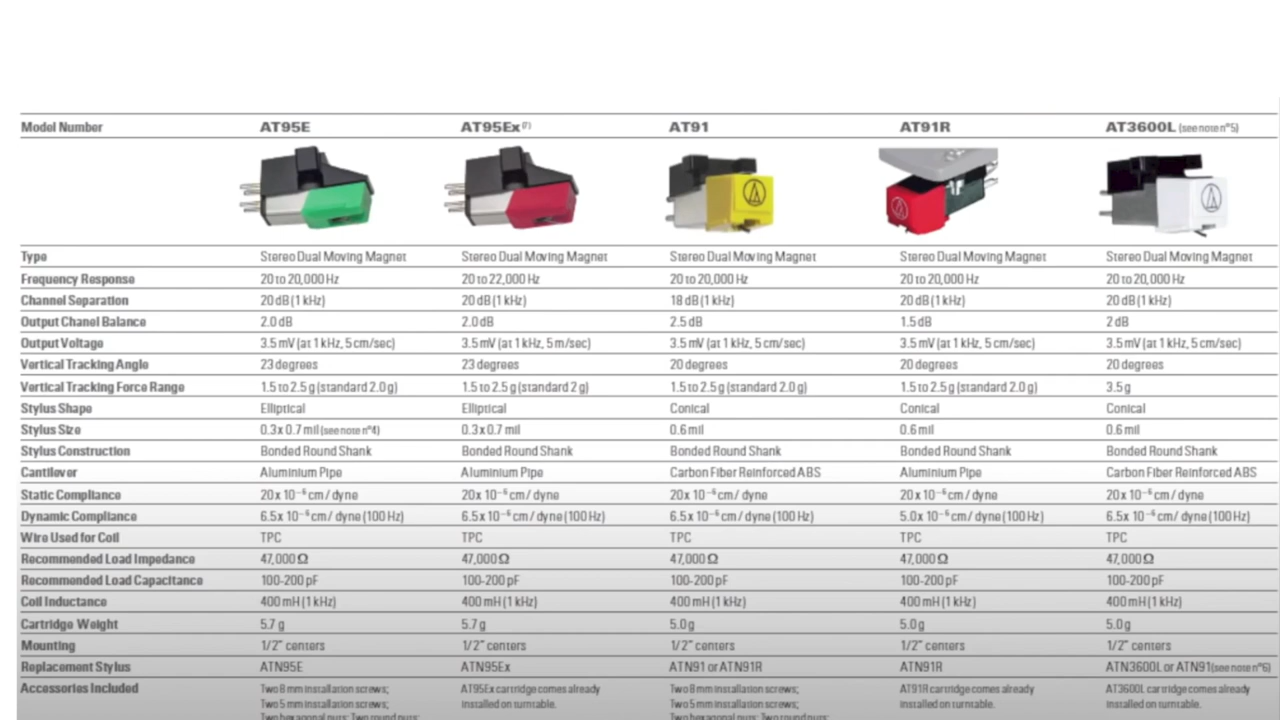 Model Number AT95E AT95Ex (7) AT91 AT91R AT3600L (see note n°5)
Type Stereo Dual Moving Magnet Stereo Dual Moving Magnet Stereo Dual Moving Magnet Stereo Dual Moving Magnet Stereo Dual Moving Magnet
Frequency Response 20 to 20,000 Hz 20 to 22,000 Hz 20 to 20,000 Hz 20 to 20,000 Hz 20 to 20,000 Hz
Channel Separation 20 dB (1 kHz) 20 dB (1 kHz) 18 dB (1 kHz) 20 dB (1 kHz) 20 dB (1 kHz)
Output Chanel Balance 2.0 dB 2.0 dB 2.5 dB 1.5 dB 2 dB
Output Voltage 3.5 mV (at 1 kHz, 5 cm/sec) 3.5 mV (at 1 kHz, 5 m/sec) 3.5 mV (at 1 kHz, 5 cm/sec) 3.5 mV (at 1 kHz, 5 cm/sec) 3.5 mV (at 1 kHz, 5 cm/sec)
Vertical Tracking Angle 23 degrees 23 degrees 20 degrees 20 degrees 20 degrees
Vertical Tracking Force Range 1.5 to 2.5 g (standard 2.0 g) 1.5 to 2.5 g (standard 2 g) 1.5 to 2.5 g (standard 2.0 g) 1.5 to 2.5 g (standard 2.0 g) 3.5 g
Stylus Shape Elliptical Elliptical Conical Conical Conical
Stylus Size 0.3 x 0.7 mil (see note n°4) 0.3 x 0.7 mil 0.6 mil 0.6 mil 0.6 mil
Stylus Construction Bonded Round Shank Bonded Round Shank Bonded Round Shank Bonded Round Shank Bonded Round Shank
Cantilever Aluminium Pipe Aluminium Pipe Carbon Fiber Reinforced ABS Aluminium Pipe Carbon Fiber Reinforced ABS
Static Compliance 20 x 10⁻⁶ cm / dyne 20 x 10⁻⁶ cm / dyne 20 x 10⁻⁶ cm / dyne 20 x 10⁻⁶ cm / dyne 20 x 10⁻⁶ cm / dyne
Dynamic Compliance 6.5 x 10⁻⁶ cm / dyne (100 Hz) 6.5 x 10⁻⁶ cm / dyne (100 Hz) 6.5 x 10⁻⁶ cm / dyne (100 Hz) 5.0 x 10⁻⁶ cm / dyne (100 Hz) 6.5 x 10⁻⁶ cm / dyne (100 Hz)
Wire Used for Coil TPC TPC TPC TPC TPC
Recommended Load Impedance 47,000 Ω 47,000 Ω 47,000 Ω 47,000 Ω 47,000 Ω
Recommended Load Capacitance 100-200 pF 100-200 pF 100-200 pF 100-200 pF 100-200 pF
Coil Inductance 400 mH (1 kHz) 400 mH (1 kHz) 400 mH (1 kHz) 400 mH (1 kHz) 400 mH (1 kHz)
Cartridge Weight 5.7 g 5.7 g 5.0 g 5.0 g 5.0 g
Mounting 1/2" centers 1/2" centers 1/2" centers 1/2" centers 1/2" centers
Replacement Stylus ATN95E ATN95Ex ATN91 or ATN91R ATN91R ATN3600L or ATN91 (see note n°6)
Accessories Included Two 8 mm installation screws; AT95Ex cartridge comes already Two 8 mm installation screws; AT91R cartridge comes already AT3600L cartridge comes already
Two 5 mm installation screws; installed on turntable. Two 5 mm installation screws; installed on turntable. installed on turntable.
Two hexagonal nuts; Two round nuts; Two hexagonal nuts; Two round nuts;